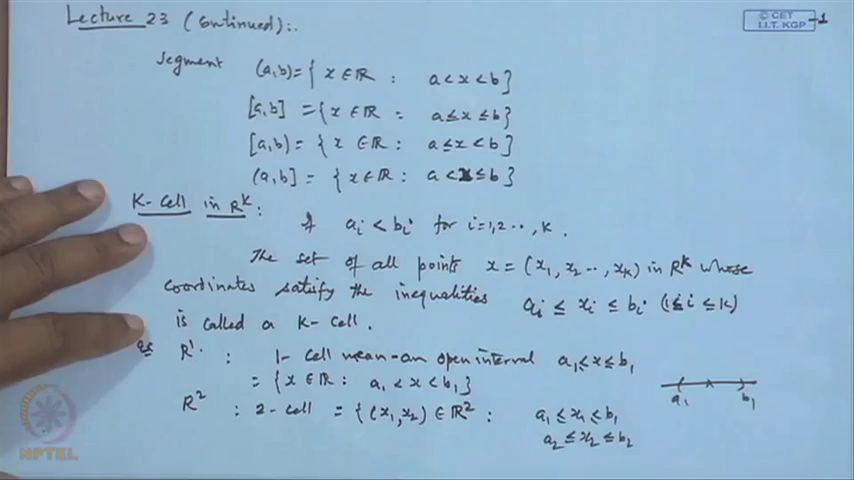 Lecture 23 (Continued):.
© CET
I.I.T. KGP
-1
Segment (a,b) = { x ∈ ℝ : a < x < b }
[a,b] = { x ∈ ℝ : a ≤ x ≤ b }
[a,b) = { x ∈ ℝ : a ≤ x < b }
(a,b] = { x ∈ ℝ : a < x ≤ b }
K-Cell in R^K :
If a_i < b_i for i=1,2..., K.
The set of all points x = (x_1, x_2 .., x_K) in R^K whose
coordinates satisfy the inequalities a_i ≤ x_i ≤ b_i (1 ≤ i ≤ K)
is called a K-Cell.
eg R^1 : 1-Cell mean-an open interval a_1 ≤ x ≤ b_1
= { x ∈ ℝ : a_1 < x < b_1 }
a_1 b_1
R^2 : 2-cell = { (x_1, x_2) ∈ ℝ^2 : a_1 ≤ x_1 ≤ b_1
a_2 ≤ x_2 ≤ b_2
NPTEL